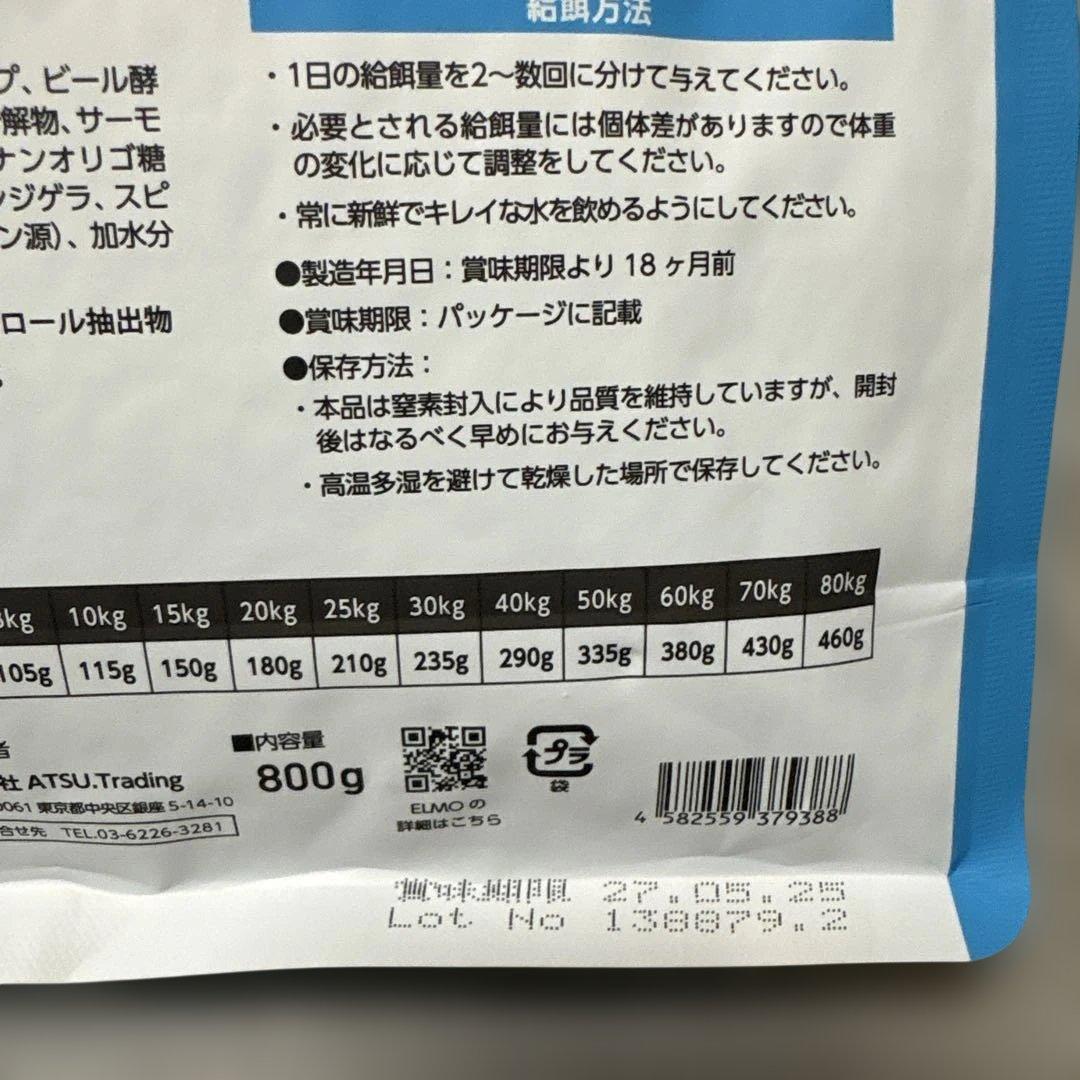 給餌方法
・1日の給餌量を2〜数回に分けて与えてください。
・必要とされる給餌量には個体差がありますので体重
の変化に応じて調整をしてください。
・常に新鮮でキレイな水を飲めるようにしてください。
●製造年月日：賞味期限より 18 ヶ月前
●賞味期限：パッケージに記載
●保存方法：
・本品は窒素封入により品質を維持していますが、開封
後はなるべく早めにお与えください。
・高温多湿を避けて乾燥した場所で保存してください。
プ、ビール酵
解物、サーモ
ナンオリゴ糖
ンジゲラ、スピ
ン源）、加水分
ロール抽出物
kg 10kg 15kg 20kg 25kg 30kg 40kg 50kg 60kg 70kg 80kg
105g 115g 150g 180g 210g 235g 290g 335g 380g 430g 460g
者
社 ATSU.Trading
0061 東京都中央区銀座 5-14-10
合せ先 TEL.03-6226-3281
■内容量
800g
ELMO の
詳細はこちら
プラ
袋
4 582559 379388
賞味期限 27.05.25
Lot No 138879.2